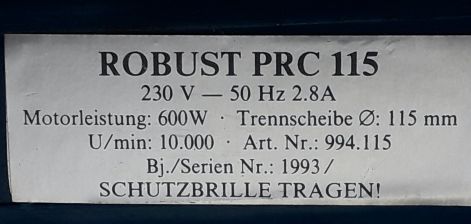 ROBUST PRC 115
230 V — 50 Hz 2.8A
Motorleistung: 600W · Trennscheibe Ø: 115 mm
U/min: 10.000 · Art. Nr.: 994.115
Bj./Serien Nr.: 1993/
SCHUTZBRILLE TRAGEN!